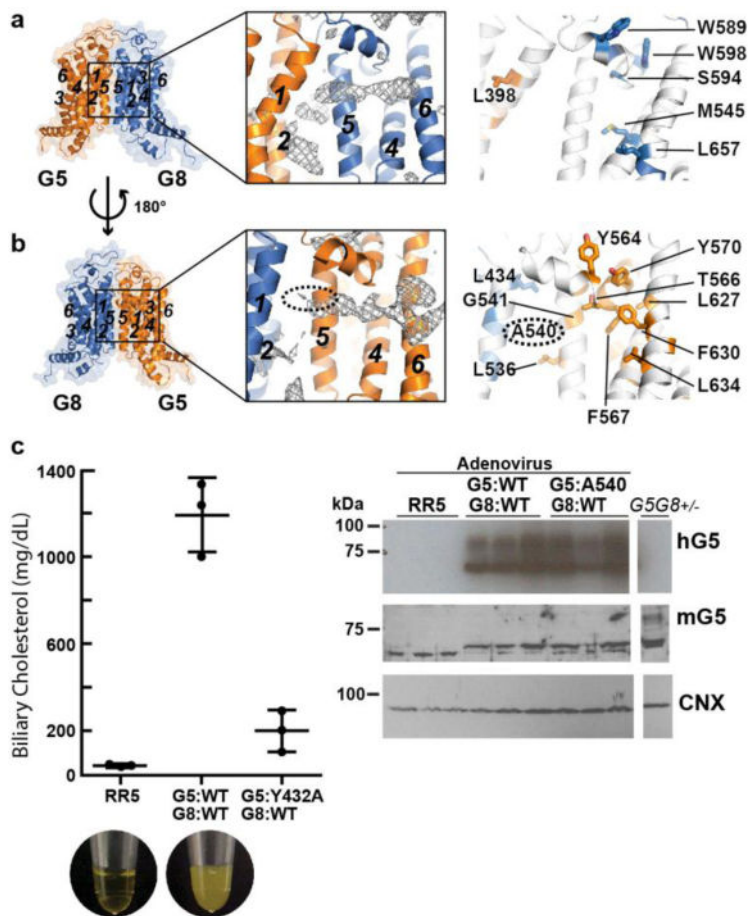 a
6
3
4
1
2
5
5
1
2
3
4
6
G5
G8
180°
1
2
5
4
6
W589
W598
S594
L398
M545
L657
b
6
3
4
1
2
5
5
1
2
3
4
6
G8
G5
1
2
5
4
6
Y564
Y570
L434
T566
G541
L627
A540
F630
L536
L634
F567
c
Biliary Cholesterol (mg/dL)
1400
1000
600
200
0
RR5
G5:WT
G8:WT
G5:Y432A
G8:WT
Adenovirus
kDa
RR5
G5:WT
G8:WT
G5:A540
G8:WT
G5G8+/-
100
75
hG5
75
mG5
100
CNX